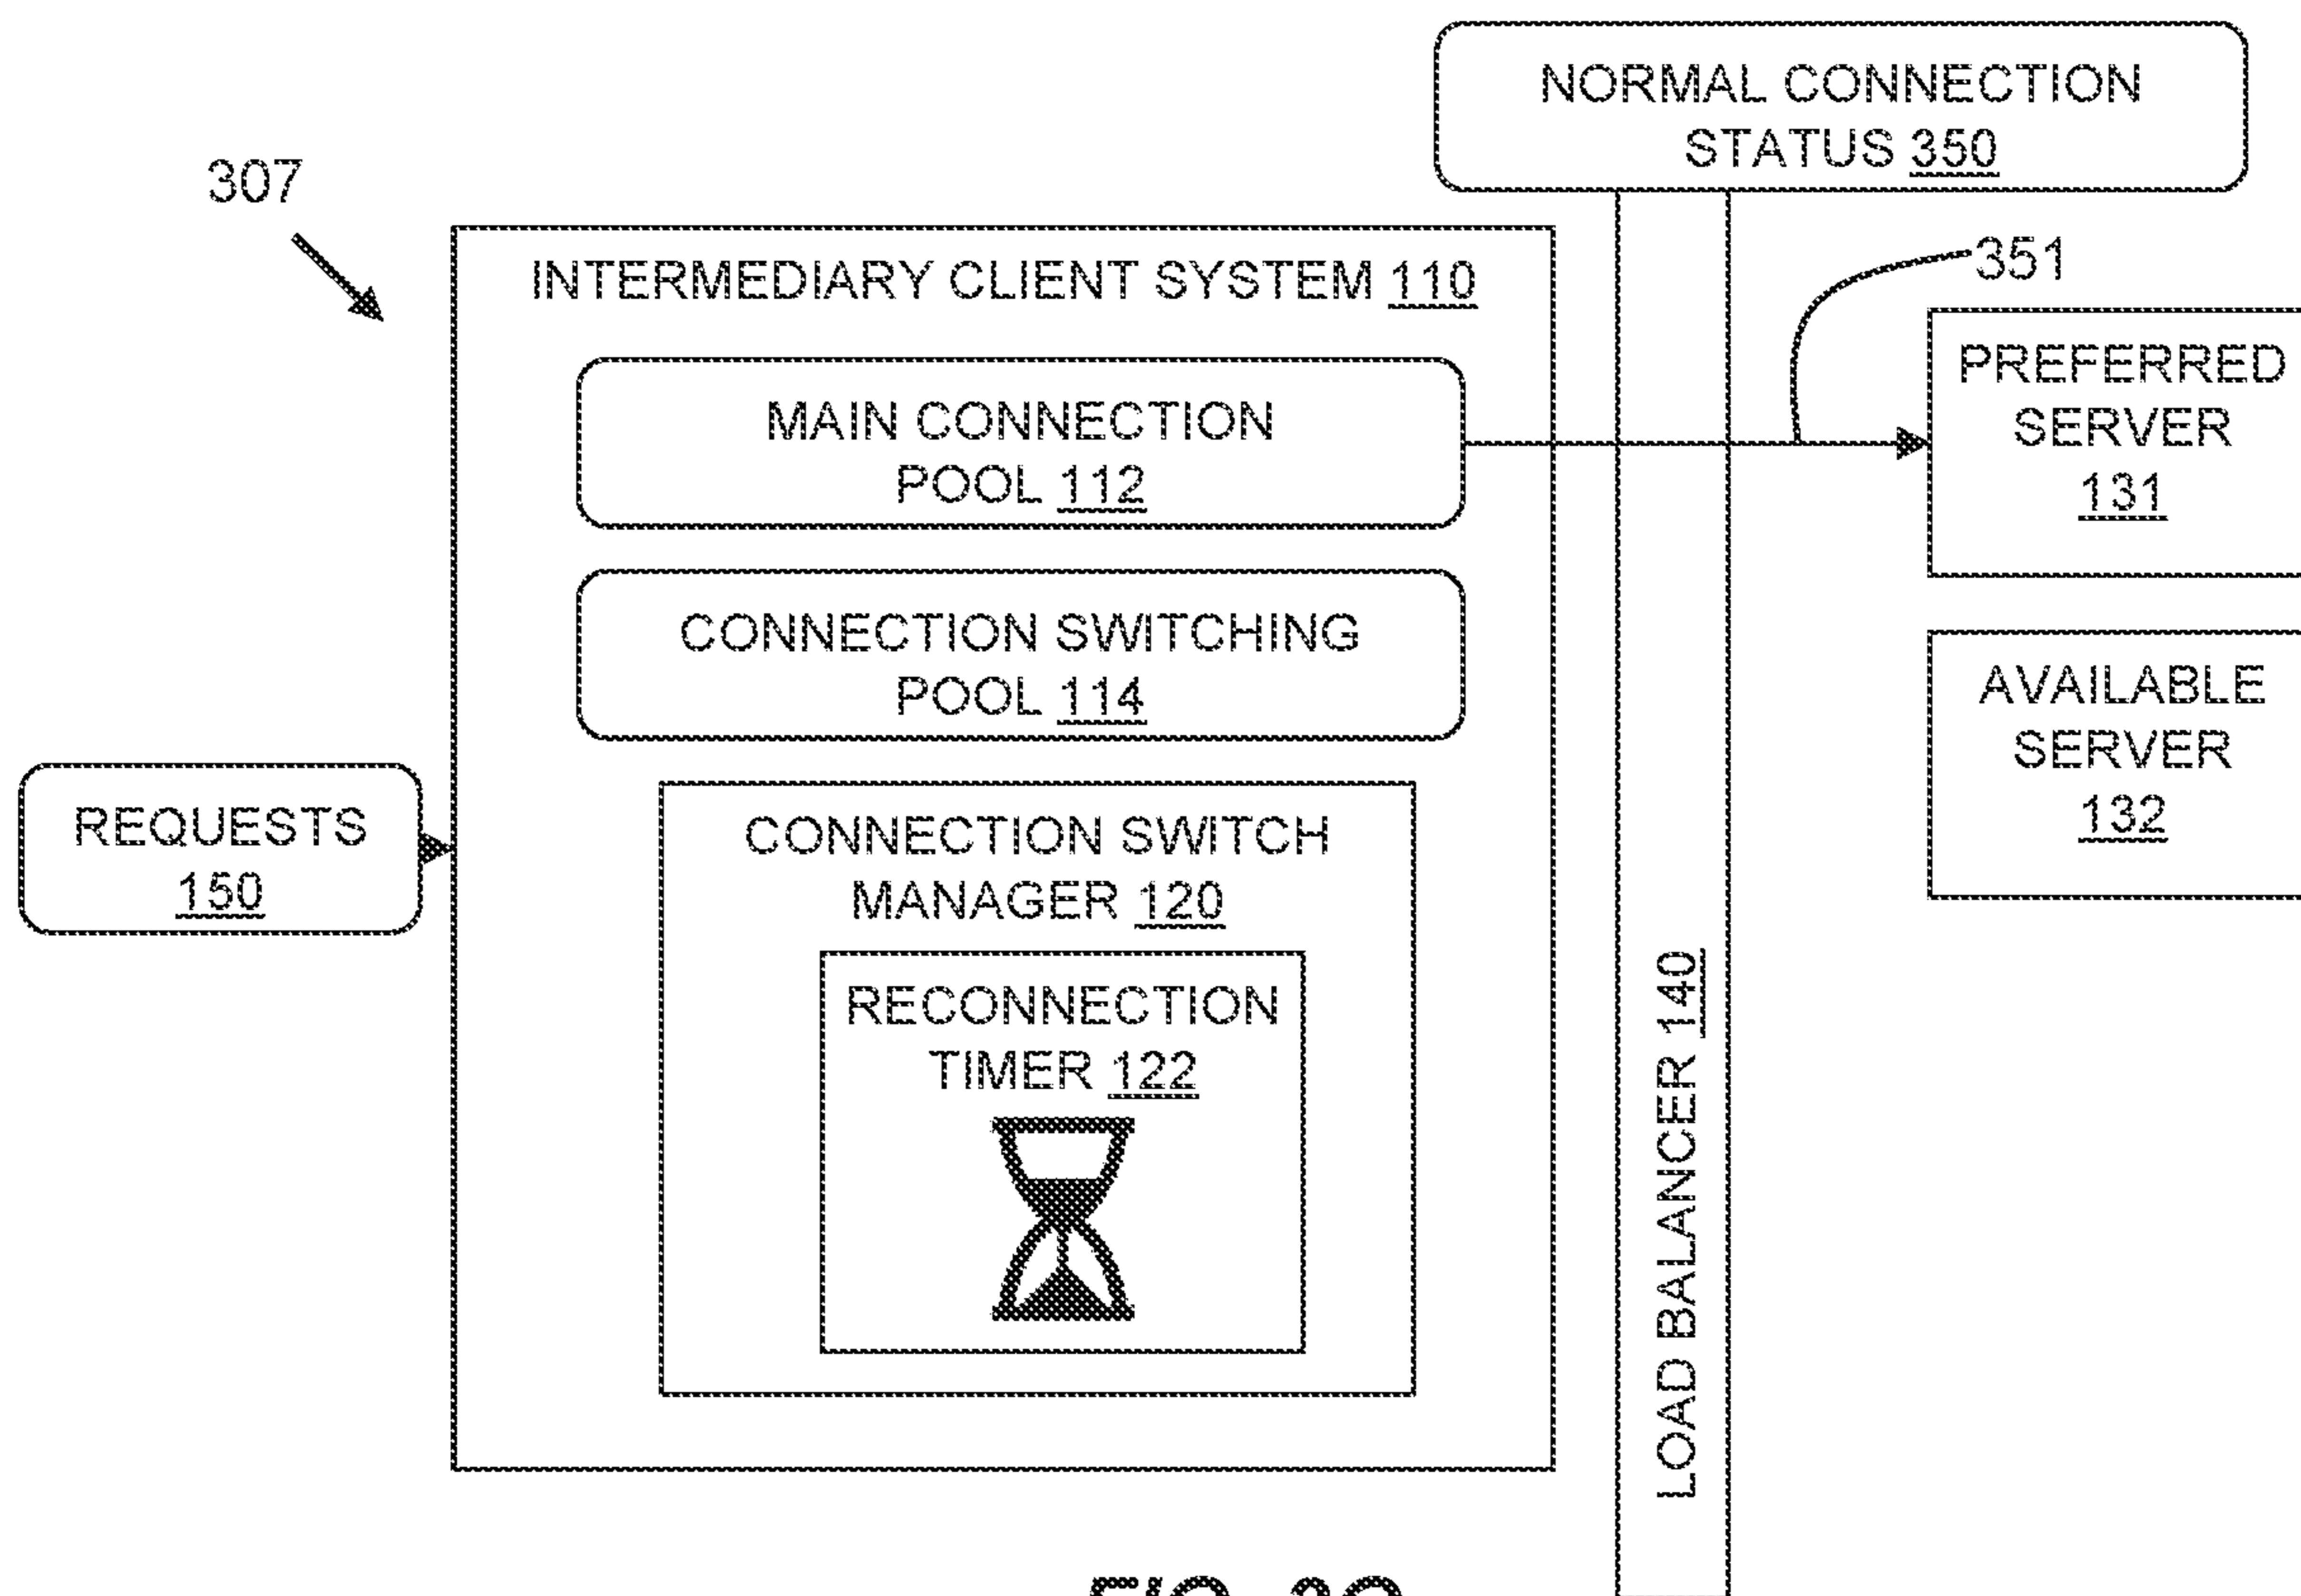 NORMAL CONNECTION
STATUS 350
307
INTERMEDIARY CLIENT SYSTEM 110
351
MAIN CONNECTION
POOL 112
PREFERRED
SERVER
131
CONNECTION SWITCHING
POOL 114
AVAILABLE
SERVER
132
REQUESTS
150
CONNECTION SWITCH
MANAGER 120
RECONNECTION
TIMER 122
LOAD BALANCER 140